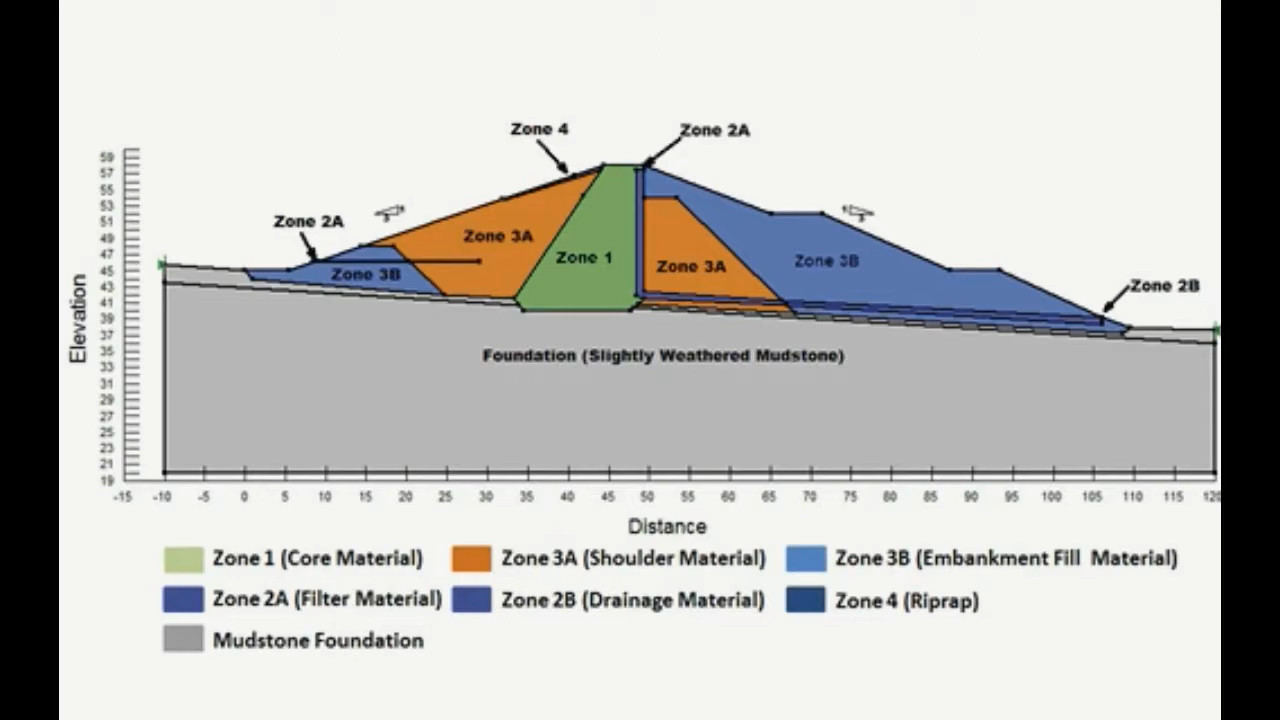 Zone 4
Zone 2A
Zone 2A
Zone 3A
Zone 1
Zone 3A
Zone 3B
Zone 3B
Zone 2B
Foundation (Slightly Weathered Mudstone)
Elevation
59
57
55
53
51
49
47
45
43
41
39
37
35
33
31
29
27
25
23
21
19
-15 -10 -5 0 5 10 15 20 25 30 35 40 45 50 55 60 65 70 75 80 85 90 95 100 105 110 115 120
Distance
Zone 1 (Core Material) Zone 3A (Shoulder Material) Zone 3B (Embankment Fill Material)
Zone 2A (Filter Material) Zone 2B (Drainage Material) Zone 4 (Riprap)
Mudstone Foundation